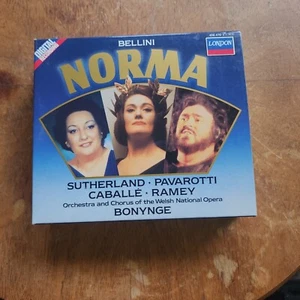 BELLINI
DIGITAL
LONDON
NORMA
SUTHERLAND · PAVAROTTI
CABALLÉ · RAMEY
Orchestra and Chorus of the Welsh National Opera
BONYNGE